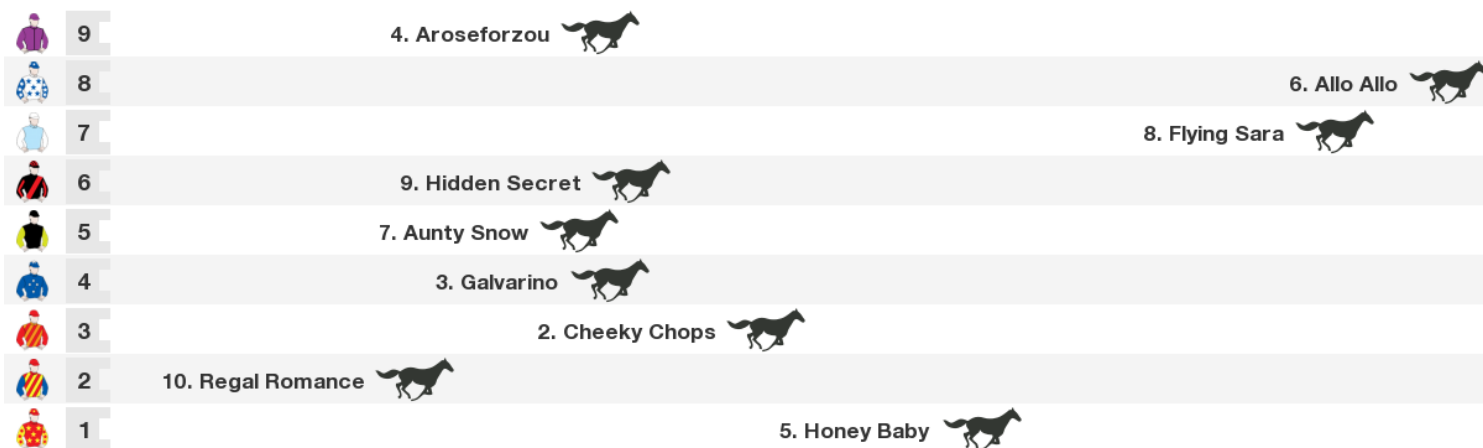 9 4. Aroseforzou
8 6. Allo Allo
7 8. Flying Sara
6 9. Hidden Secret
5 7. Aunty Snow
4 3. Galvarino
3 2. Cheeky Chops
2 10. Regal Romance
1 5. Honey Baby